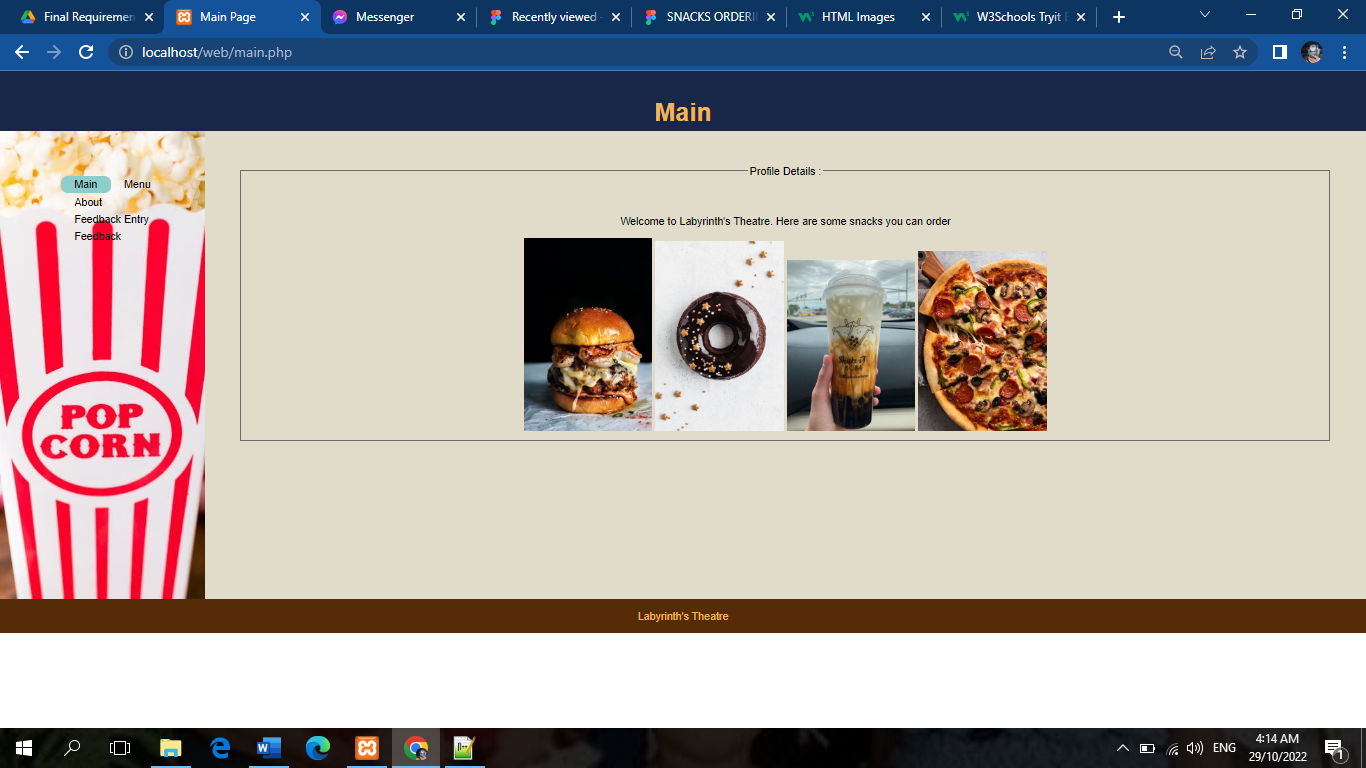 Final Requiremen
Main Page
Messenger
Recently viewed
SNACKS ORDERI
HTML Images
W3Schools Tryit E
localhost/web/main.php
Main
Main Menu
About
Feedback Entry
Feedback
Profile Details :
Welcome to Labyrinth's Theatre. Here are some snacks you can order
POP
CORN
Labyrinth's Theatre
ENG
4:14 AM
29/10/2022
1